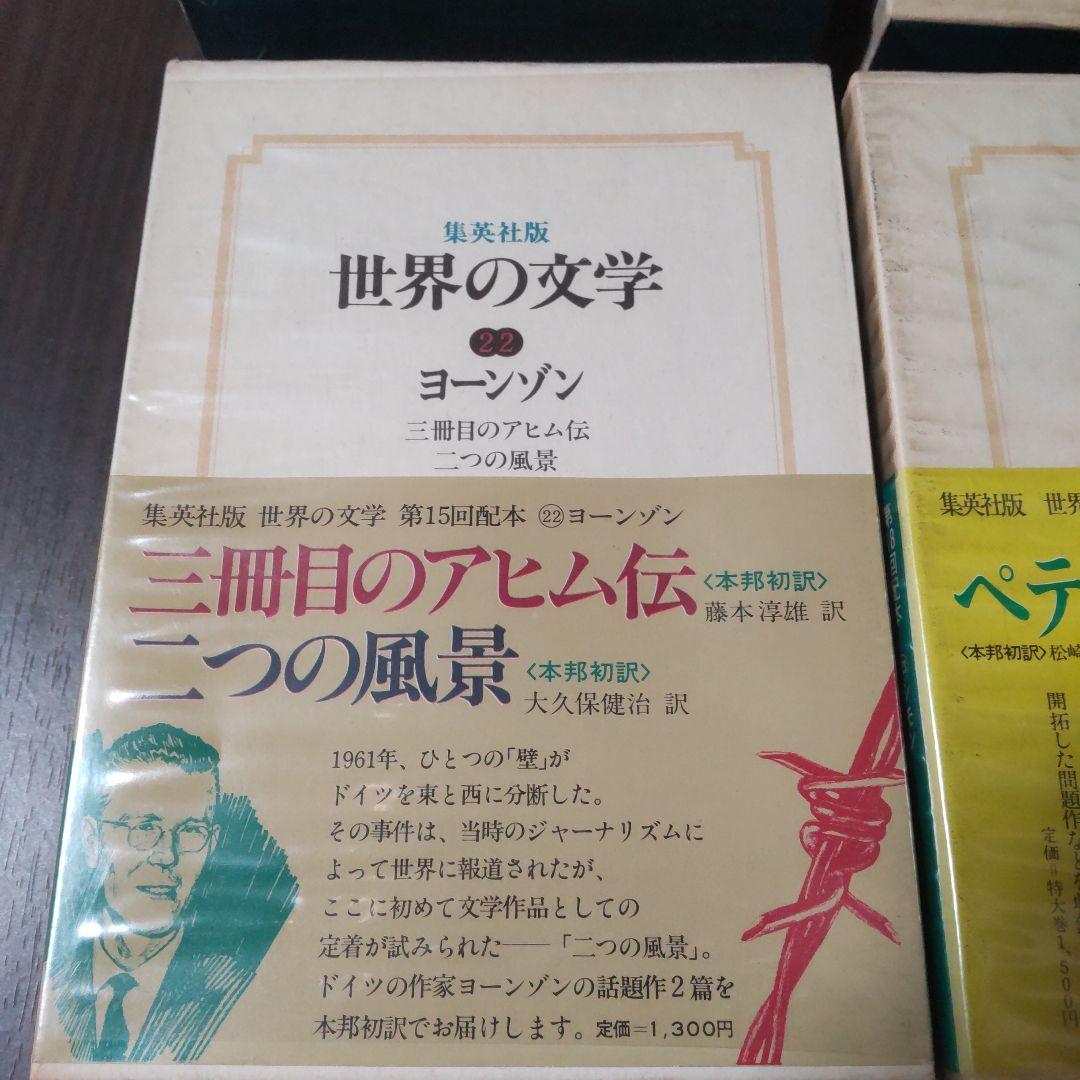 集英社版
世界の文学
22
ヨーンゾン
三冊目のアヒム伝
二つの風景
集英社版 世界の文学 第15回配本 ㉒ヨーンゾン
三冊目のアヒム伝〈本邦初訳〉
藤本淳雄 訳
二つの風景〈本邦初訳〉
大久保健治 訳
1961年、ひとつの「壁」が
ドイツを東と西に分断した。
その事件は、当時のジャーナリズムに
よって世界に報道されたが、
ここに初めて文学作品としての
定着が試みられた——「二つの風景」。
ドイツの作家ヨーンゾンの話題作2篇を
本邦初訳でお届けします。定価=1,300円
集英社版 世界
ペテ
〈本邦初訳〉松崎
開拓した問題作な
定価=特大巻1,500円